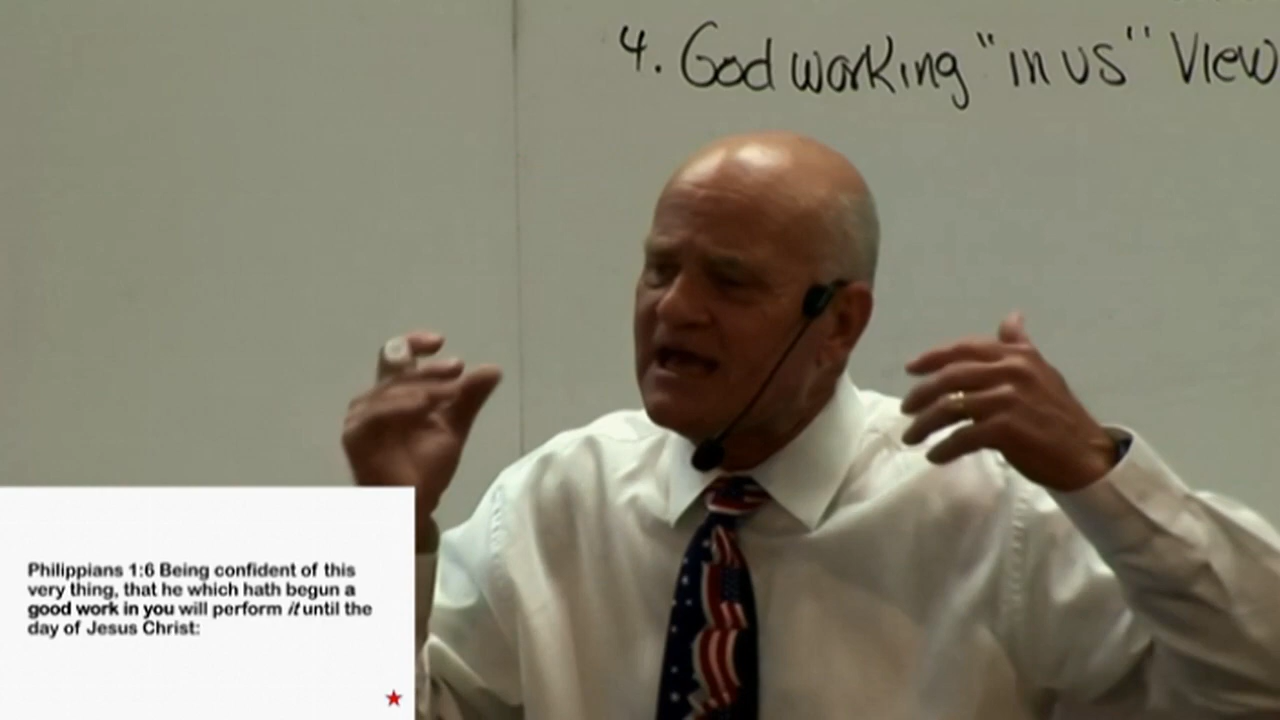 4. God working "in us" View
Philippians 1:6 Being confident of this
very thing, that he which hath begun a
good work in you will perform it until the
day of Jesus Christ: